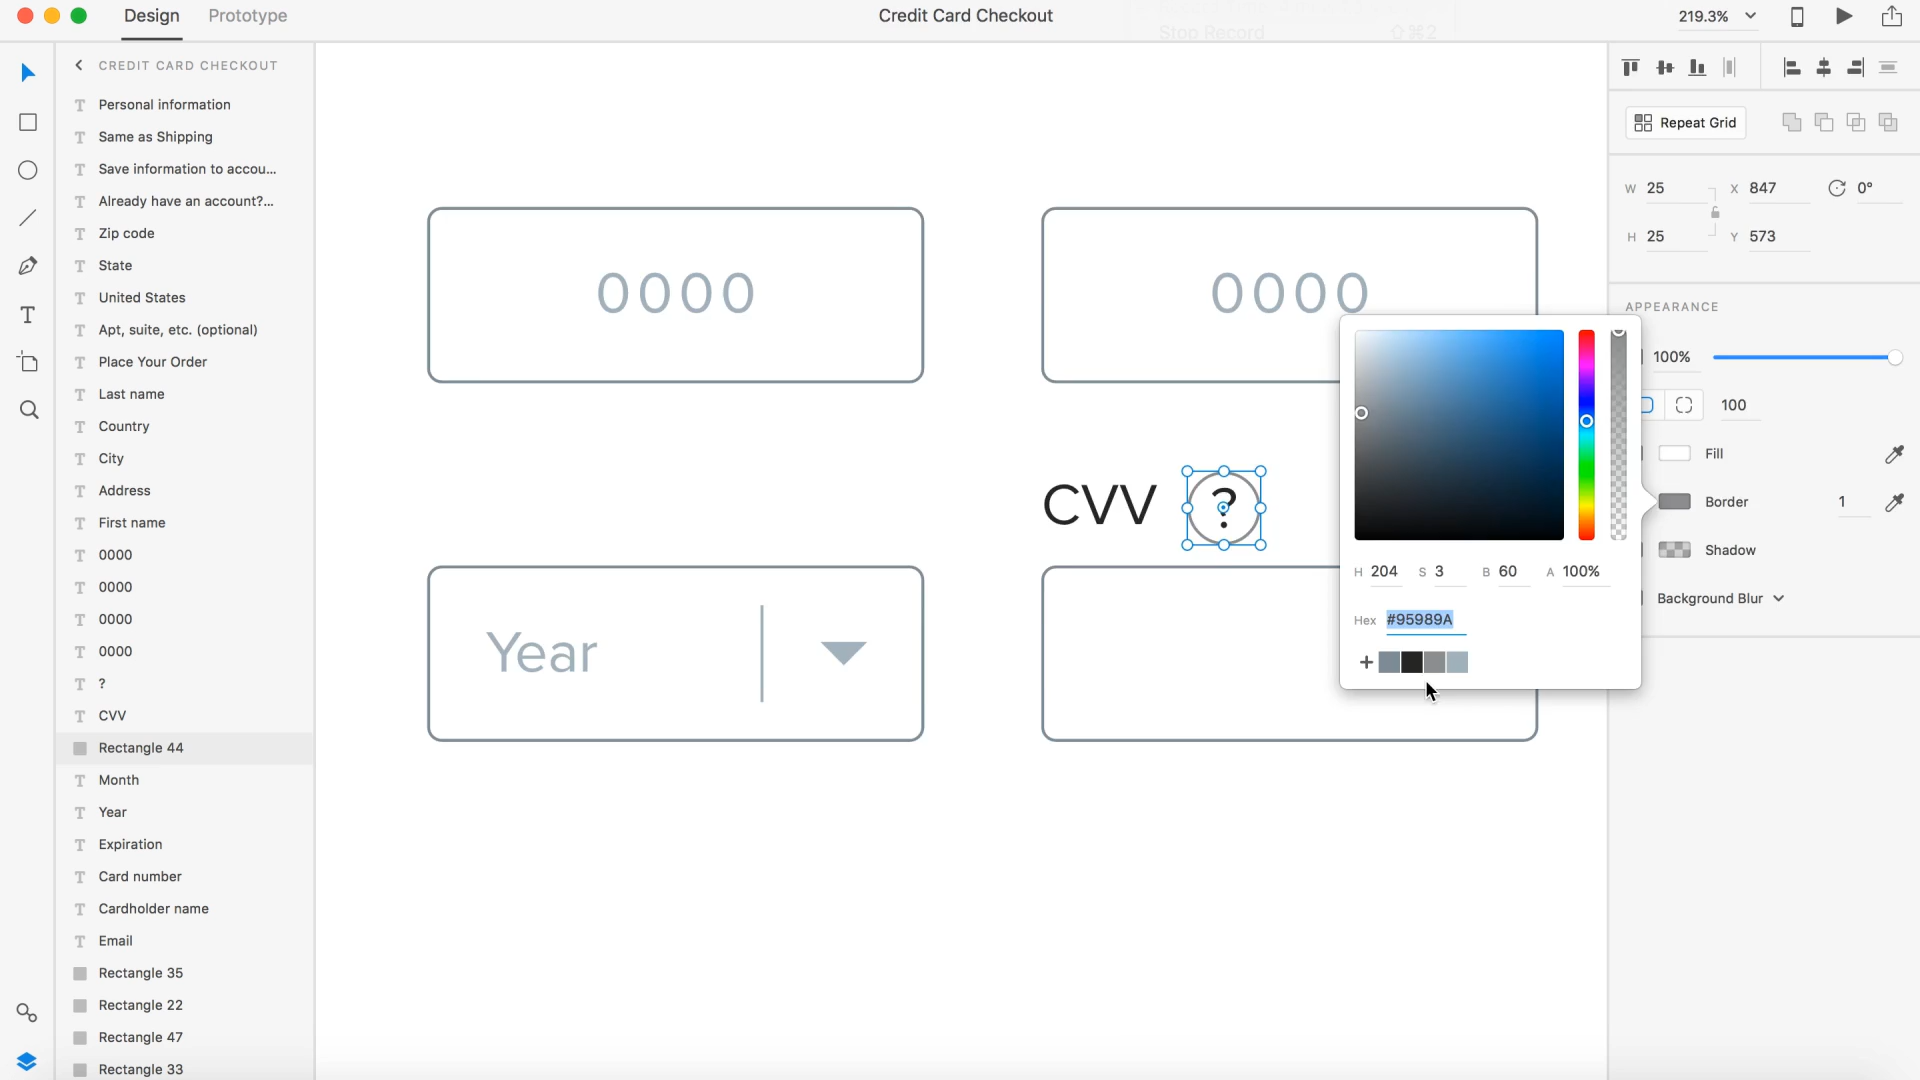 Design Prototype Credit Card Checkout 219.3%
Stop Record ⇧⌘2
CREDIT CARD CHECKOUT
Personal information
Same as Shipping
Save information to accou...
Already have an account?...
Zip code
State
United States
Apt, suite, etc. (optional)
Place Your Order
Last name
Country
City
Address
First name
0000
0000
0000
0000
?
CVV
Rectangle 44
Month
Year
Expiration
Card number
Cardholder name
Email
Rectangle 35
Rectangle 22
Rectangle 47
Rectangle 33
0000 0000
CVV ?
Year
Repeat Grid
W 25 X 847 0°
H 25 Y 573
APPEARANCE
100%
100
Fill
Border 1
Shadow
Background Blur
H 204 S 3 B 60 A 100%
Hex #95989A